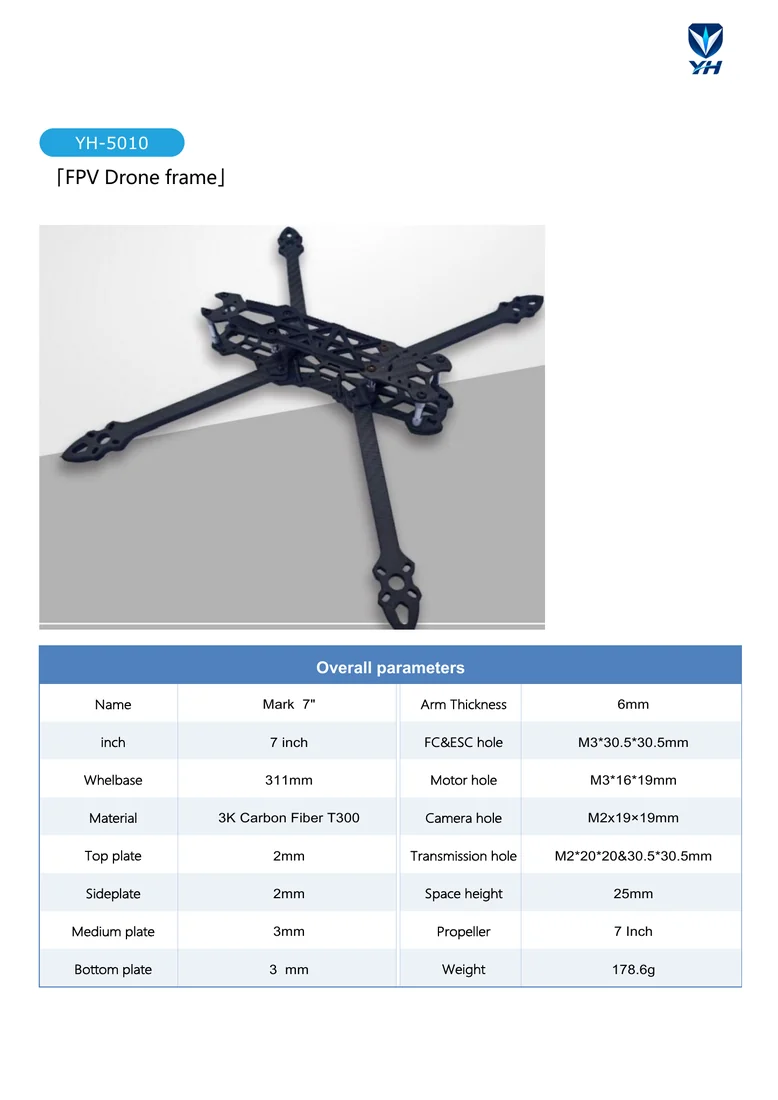 YH
YH-5010
「FPV Drone frame」
Overall parameters
Name Mark 7" Arm Thickness 6mm
inch 7 inch FC&ESC hole M3*30.5*30.5mm
Whelbase 311mm Motor hole M3*16*19mm
Material 3K Carbon Fiber T300 Camera hole M2x19×19mm
Top plate 2mm Transmission hole M2*20*20&30.5*30.5mm
Sideplate 2mm Space height 25mm
Medium plate 3mm Propeller 7 Inch
Bottom plate 3 mm Weight 178.6g